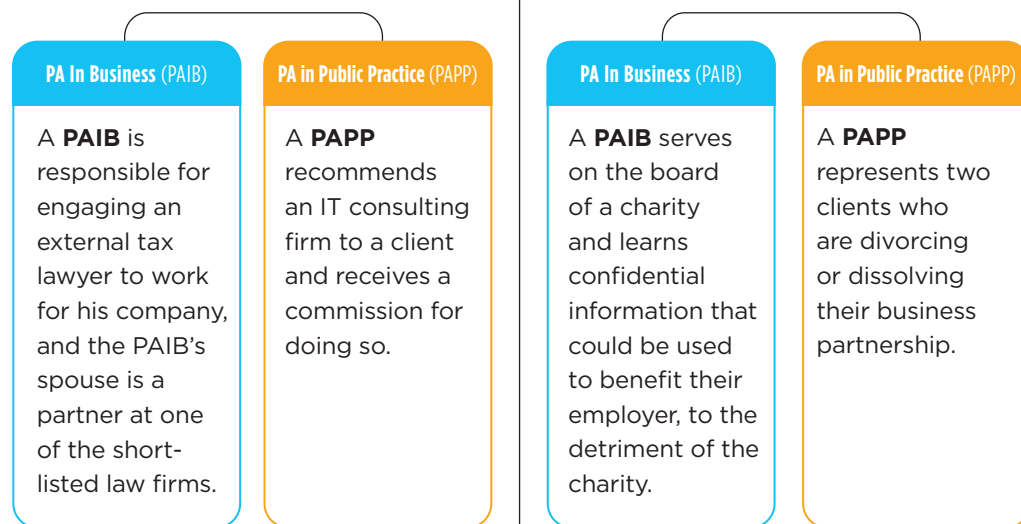 PA In Business (PAIB)
A PAIB is
responsible for
engaging an
external tax
lawyer to work
for his company,
and the PAIB’s
spouse is a
partner at one
of the short-
listed law firms.
PA in Public Practice (PAPP)
A PAPP
recommends
an IT consulting
firm to a client
and receives a
commission for
doing so.
PA In Business (PAIB)
A PAIB serves
on the board
of a charity
and learns
confidential
information that
could be used
to benefit their
employer, to the
detriment of the
charity.
PA in Public Practice (PAPP)
A PAPP
represents two
clients who
are divorcing
or dissolving
their business
partnership.